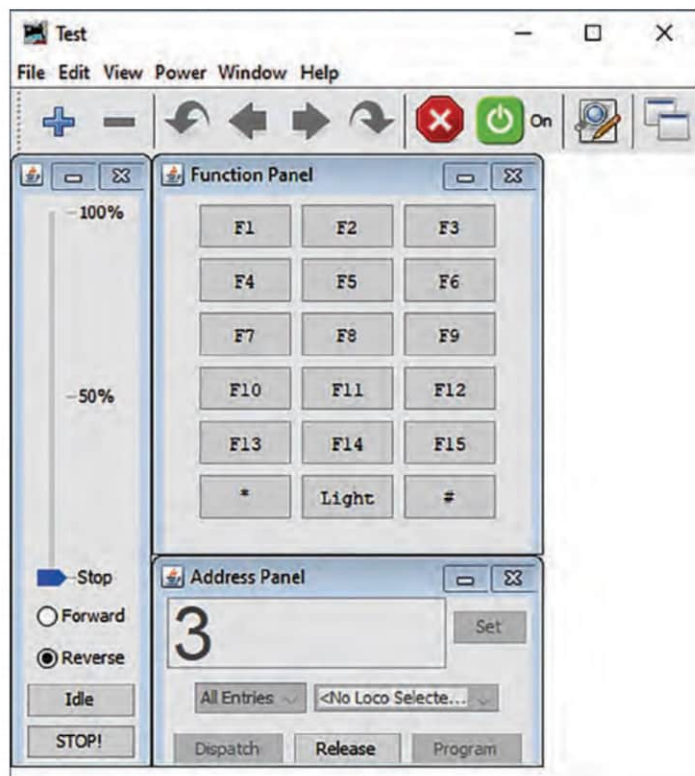 Test
File Edit View Power Window Help
On
100%
50%
Stop
Forward
Reverse
Idle
STOP!
Function Panel
F1 F2 F3
F4 F5 F6
F7 F8 F9
F10 F11 F12
F13 F14 F15
* Light #
Address Panel
3 Set
All Entries <No Loco Selecte...
Dispatch Release Program